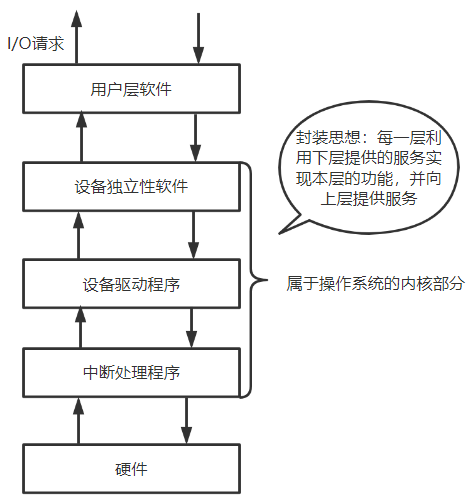 I/O请求
用户层软件
封装思想：每一层利
用下层提供的服务实
现本层的功能，并向
上层提供服务
设备独立性软件
设备驱动程序
属于操作系统的内核部分
中断处理程序
硬件